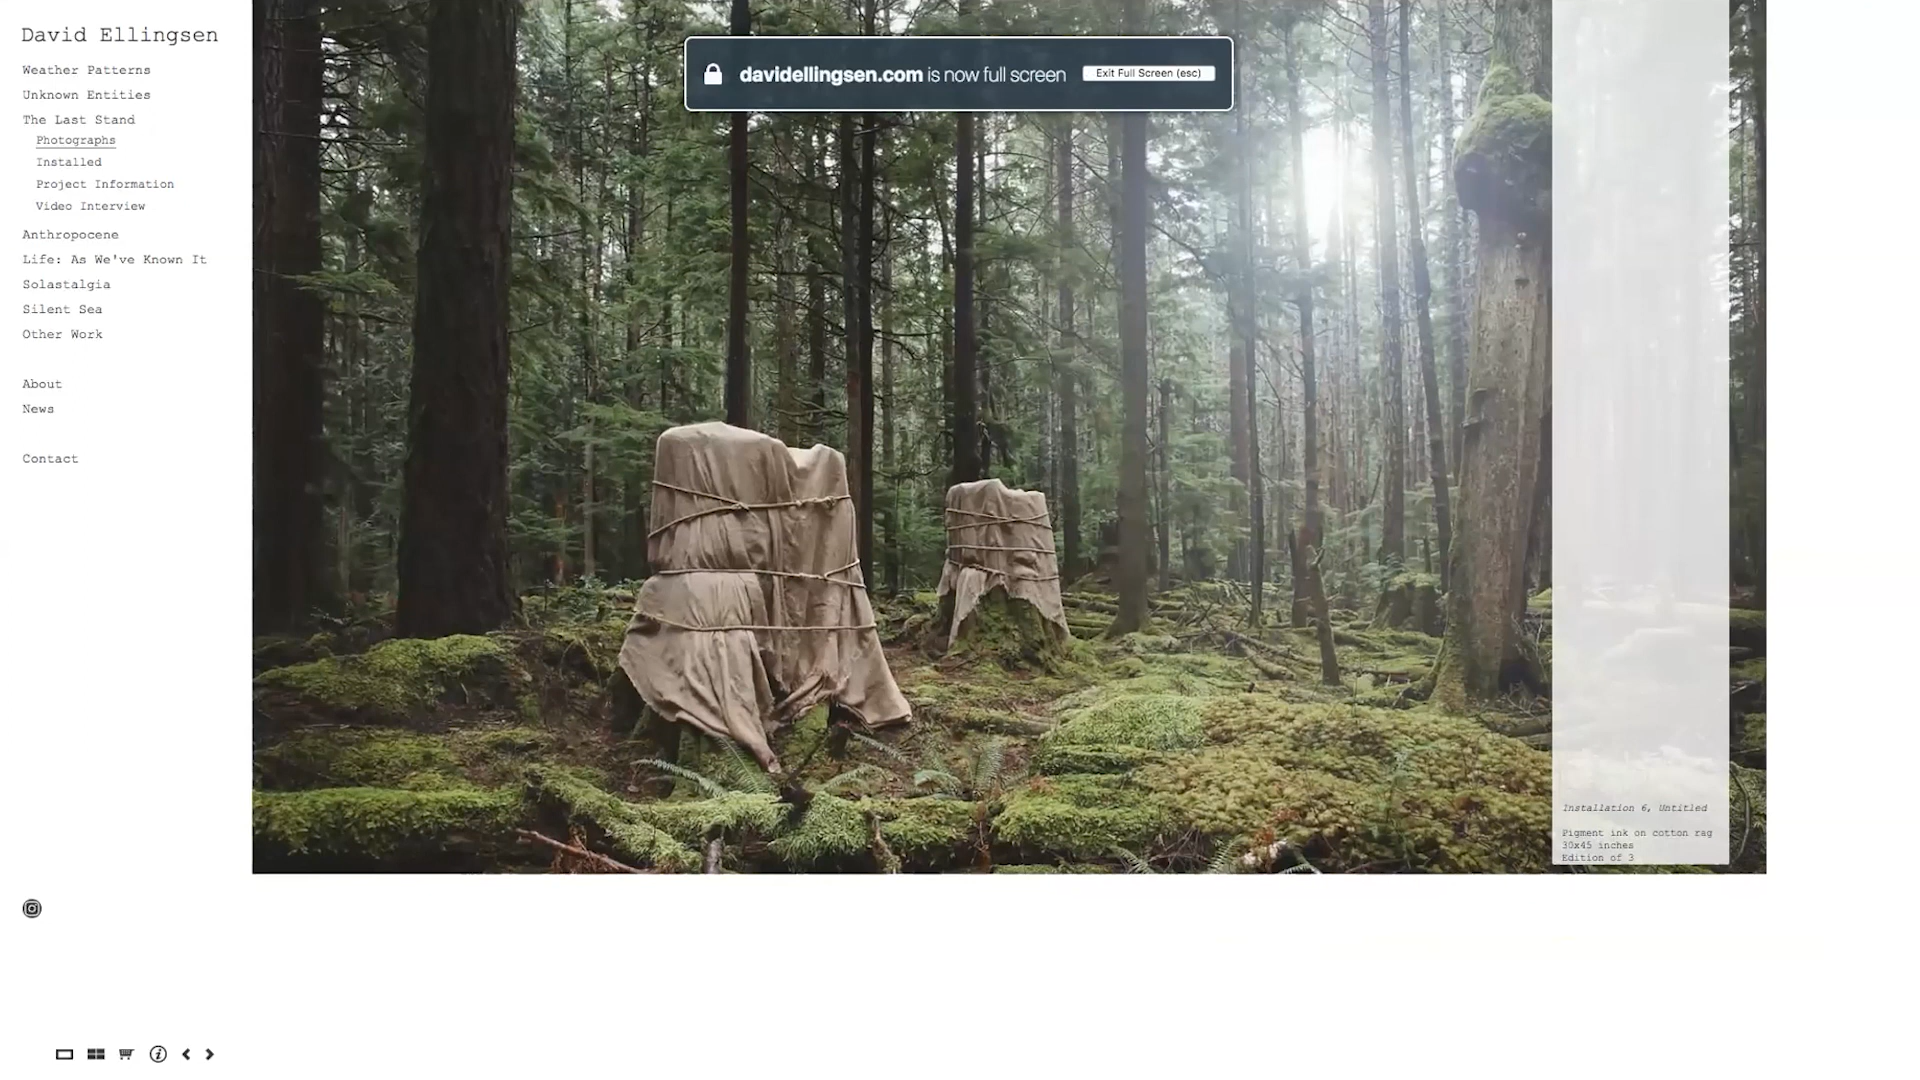 David Ellingsen
Weather Patterns
Unknown Entities
The Last Stand
Photographs
Installed
Project Information
Video Interview
Anthropocene
Life: As We've Known It
Solastalgia
Silent Sea
Other Work
About
News
Contact
davidellingsen.com is now full screen
Exit Full Screen (esc)
Installation 6, Untitled
Pigment ink on cotton rag
30x45 inches
Edition of 3